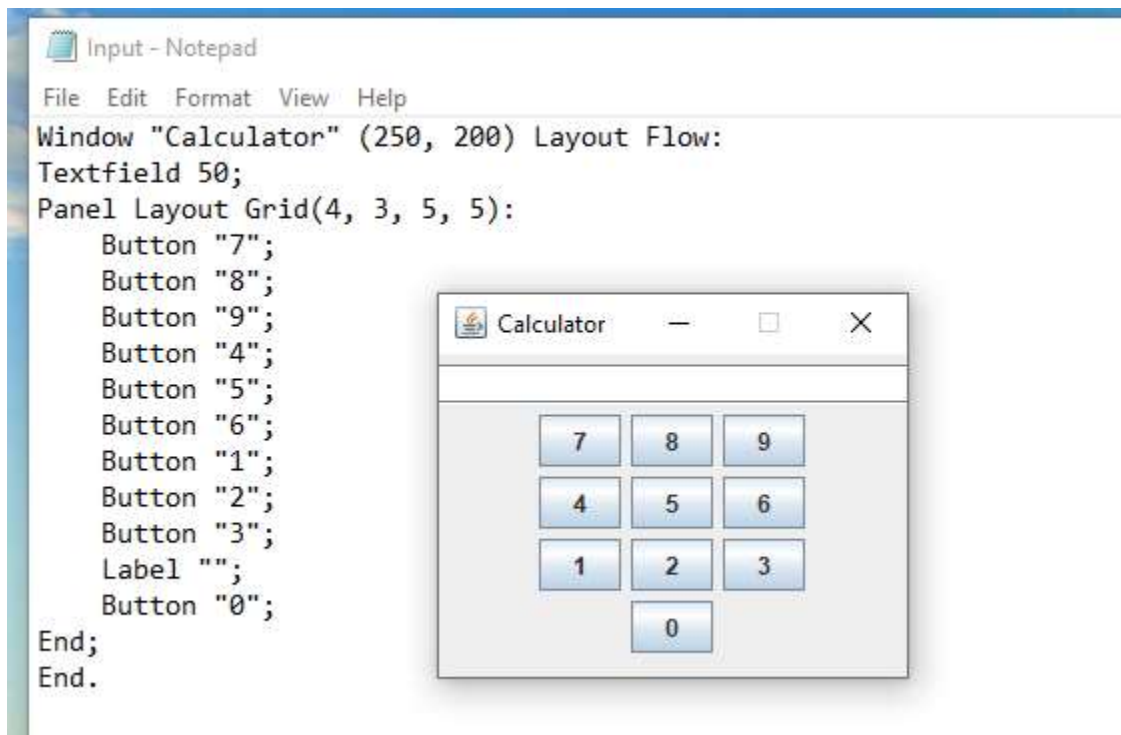 Input - Notepad
File Edit Format View Help
Window "Calculator" (250, 200) Layout Flow:
Textfield 50;
Panel Layout Grid(4, 3, 5, 5):
    Button "7";
    Button "8";
    Button "9";
    Button "4";
    Button "5";
    Button "6";
    Button "1";
    Button "2";
    Button "3";
    Label "";
    Button "0";
End;
End.
Calculator
7 8 9
4 5 6
1 2 3
0